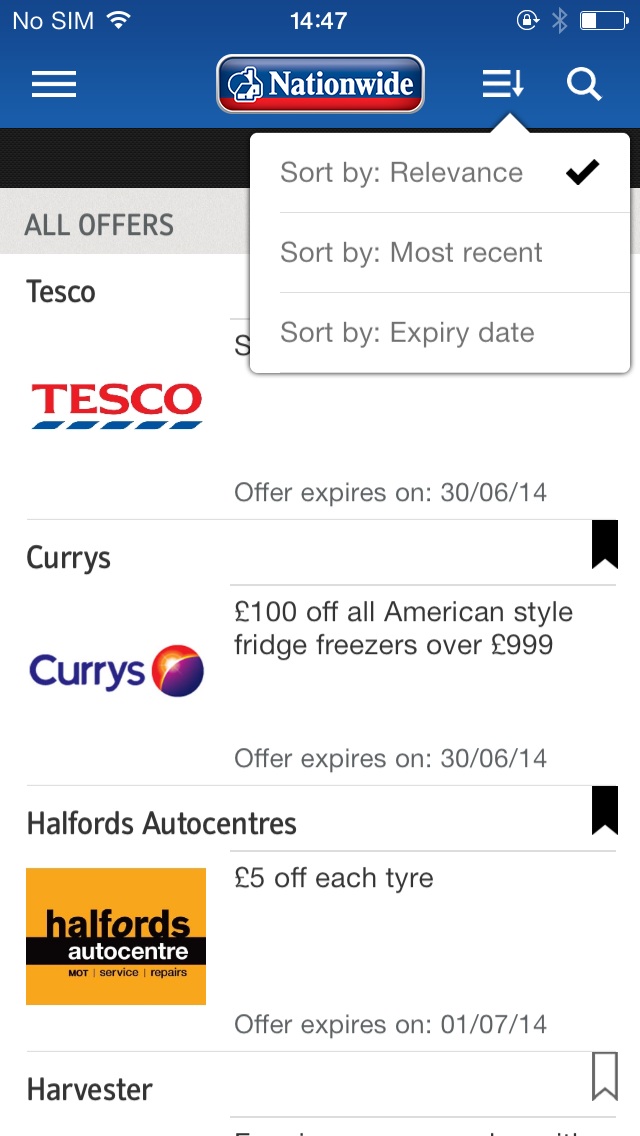 No SIM 14:47
Nationwide
Sort by: Relevance
Sort by: Most recent
Sort by: Expiry date
ALL OFFERS
Tesco
S
TESCO
Offer expires on: 30/06/14
Currys
£100 off all American style
fridge freezers over £999
Currys
Offer expires on: 30/06/14
Halfords Autocentres
£5 off each tyre
halfords
autocentre
MOT | service | repairs
Offer expires on: 01/07/14
Harvester